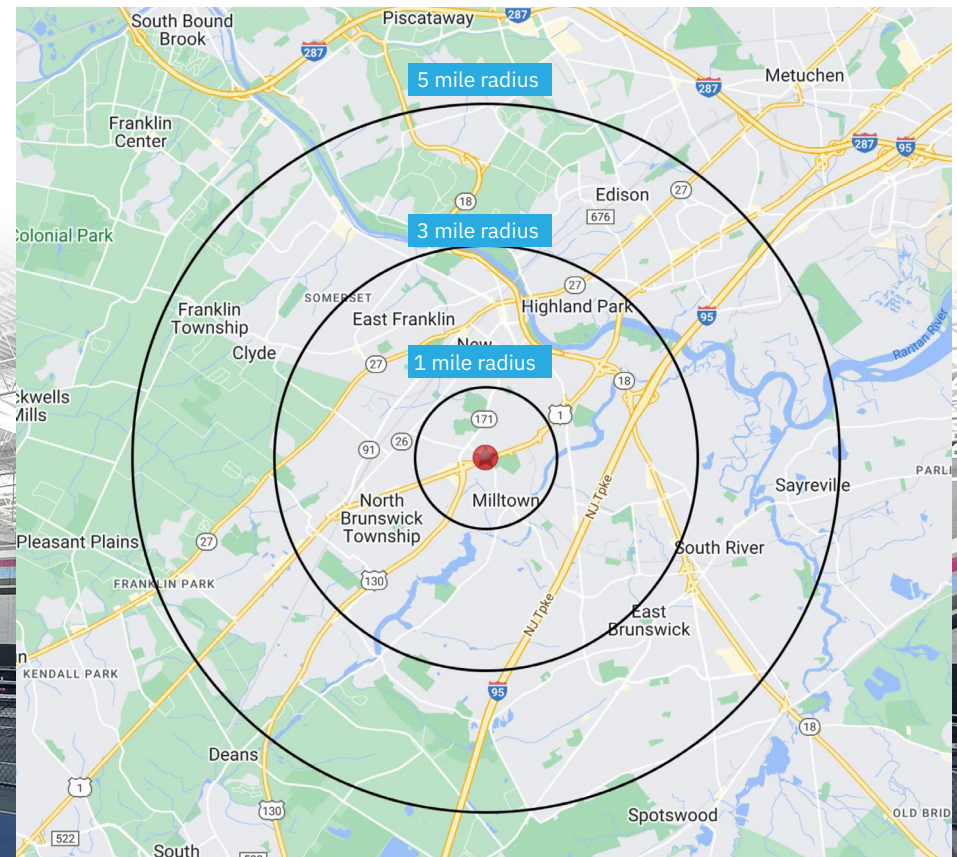 South Bound
Brook
Piscataway
287
287
5 mile radius
Metuchen
287
Franklin
Center
287
95
Edison
27
676
18
Colonial Park
3 mile radius
27
SOMERSET
Highland Park
Franklin
Township
East Franklin
95
Raritan River
New
Clyde
1 mile radius
27
18
171
1
26
91
Mills
Sayreville
North
Brunswick
Township
Milltown
NJ Tpke
Pleasant Plains
27
South River
FRANKLIN PARK
130
NJ Tpke
East
Brunswick
KENDALL PARK
95
18
Deans
1
130
Spotswood
OLD BRID
522
South